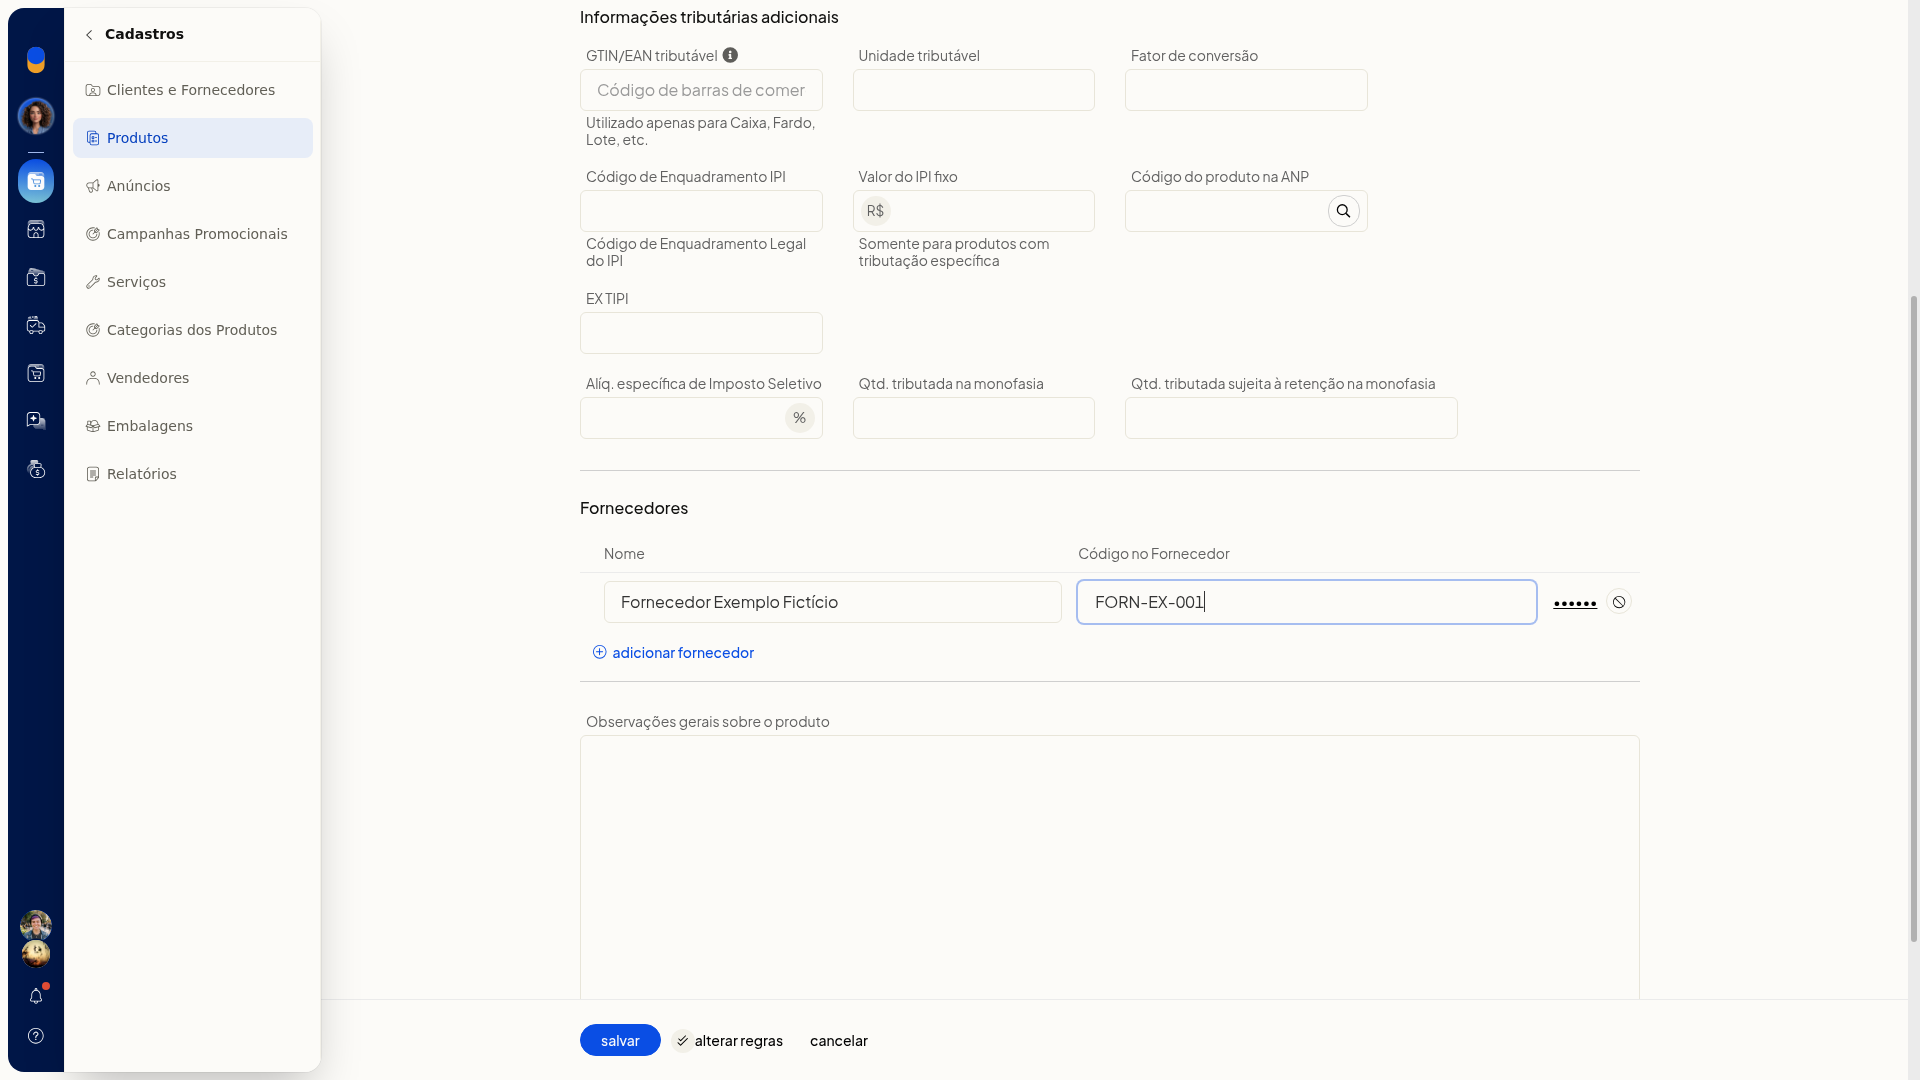 Cadastros
Clientes e Fornecedores
Produtos
Anúncios
Campanhas Promocionais
Serviços
Categorias dos Produtos
Vendedores
Embalagens
Relatórios
Informações tributárias adicionais
GTIN/EAN tributável
Unidade tributável
Fator de conversão
Código de barras de comer
Utilizado apenas para Caixa, Fardo,
Lote, etc.
Código de Enquadramento IPI
Valor do IPI fixo
Código do produto na ANP
R$
Código de Enquadramento Legal
do IPI
Somente para produtos com
tributação específica
EX TIPI
Alíq. específica de Imposto Seletivo
Qtd. tributada na monofasia
Qtd. tributada sujeita à retenção na monofasia
%
Fornecedores
Nome
Código no Fornecedor
Fornecedor Exemplo Fictício
FORN-EX-001
adicionar fornecedor
Observações gerais sobre o produto
salvar
alterar regras
cancelar